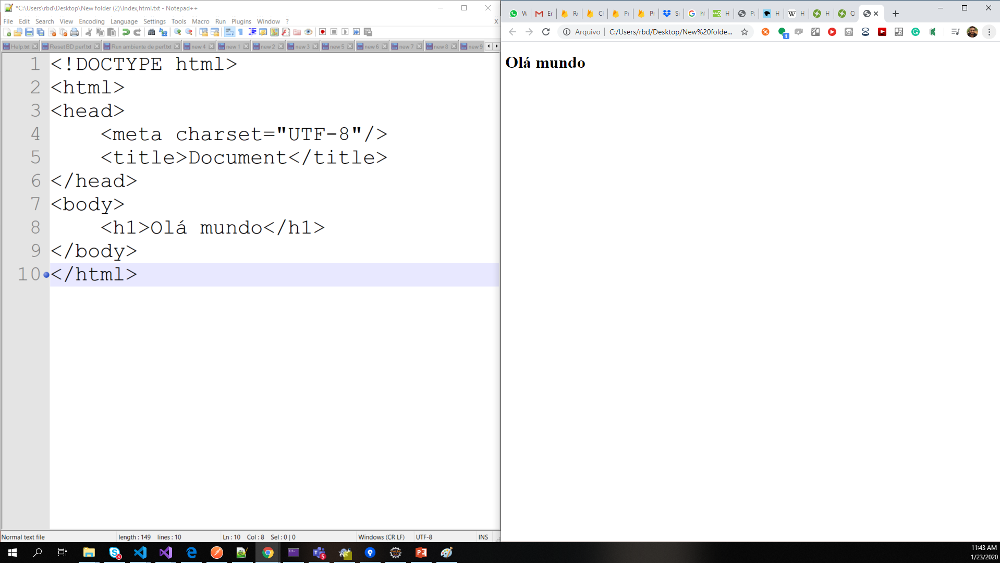 *C:\Users\rbd\Desktop\New folder (2)\Index,html.txt - Notepad++
File Edit Search View Encoding Language Settings Tools Macro Run Plugins Window ? X
Help.txt Reset BD perf.txt Run ambiente de perf.txt new 4 new 1 new 2 new 3 new 5 new 6 new 7 new 8 new 9
1 <!DOCTYPE html>
2 <html>
3 <head>
4 <meta charset="UTF-8"/>
5 <title>Document</title>
6 </head>
7 <body>
8 <h1>Olá mundo</h1>
9 </body>
10 </html>
Normal text file length : 149 lines : 10 Ln : 10 Col : 8 Sel : 0 | 0 Windows (CR LF) UTF-8 INS
Arquivo C:/Users/rbd/Desktop/New%20folde...
1
Olá mundo
5
11:43 AM
1/23/2020